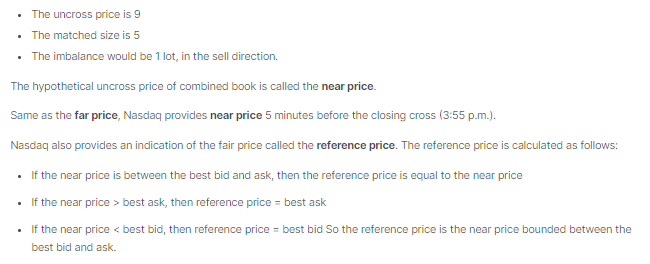 • The uncross price is 9
• The matched size is 5
• The imbalance would be 1 lot, in the sell direction.
The hypothetical uncross price of combined book is called the near price.
Same as the far price, Nasdaq provides near price 5 minutes before the closing cross (3:55 p.m.).
Nasdaq also provides an indication of the fair price called the reference price. The reference price is calculated as follows:
• If the near price is between the best bid and ask, then the reference price is equal to the near price
• If the near price > best ask, then reference price = best ask
• If the near price < best bid, then reference price = best bid So the reference price is the near price bounded between the
best bid and ask.